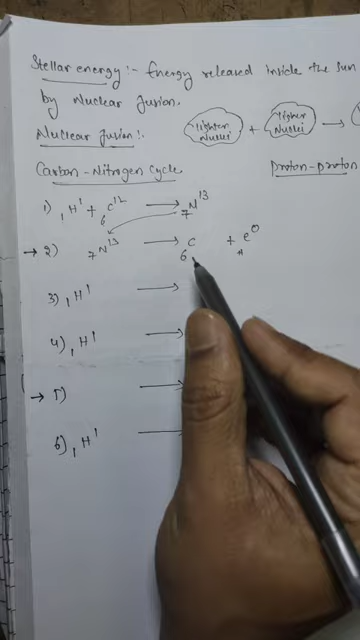 Stellar energy :- Energy released inside the Sun
by Nuclear fusion.
lighter Nuclei + lighter Nuclei →
Nuclear fusion :-
Carbon-Nitrogen Cycle
Proton-proton
1) ₁H¹ + ₆C¹² → ₇N¹³
→ 2) ₇N¹³ → ₆C + e⁰
3) ₁H¹ →
4) ₁H¹ →
→ 5) →
6) ₁H¹ →